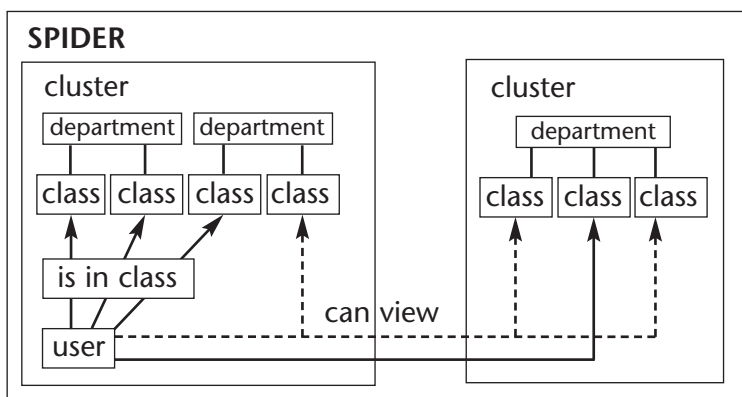 SPIDER
cluster
department department
class class class class
is in class
user
can view
cluster
department
class class class